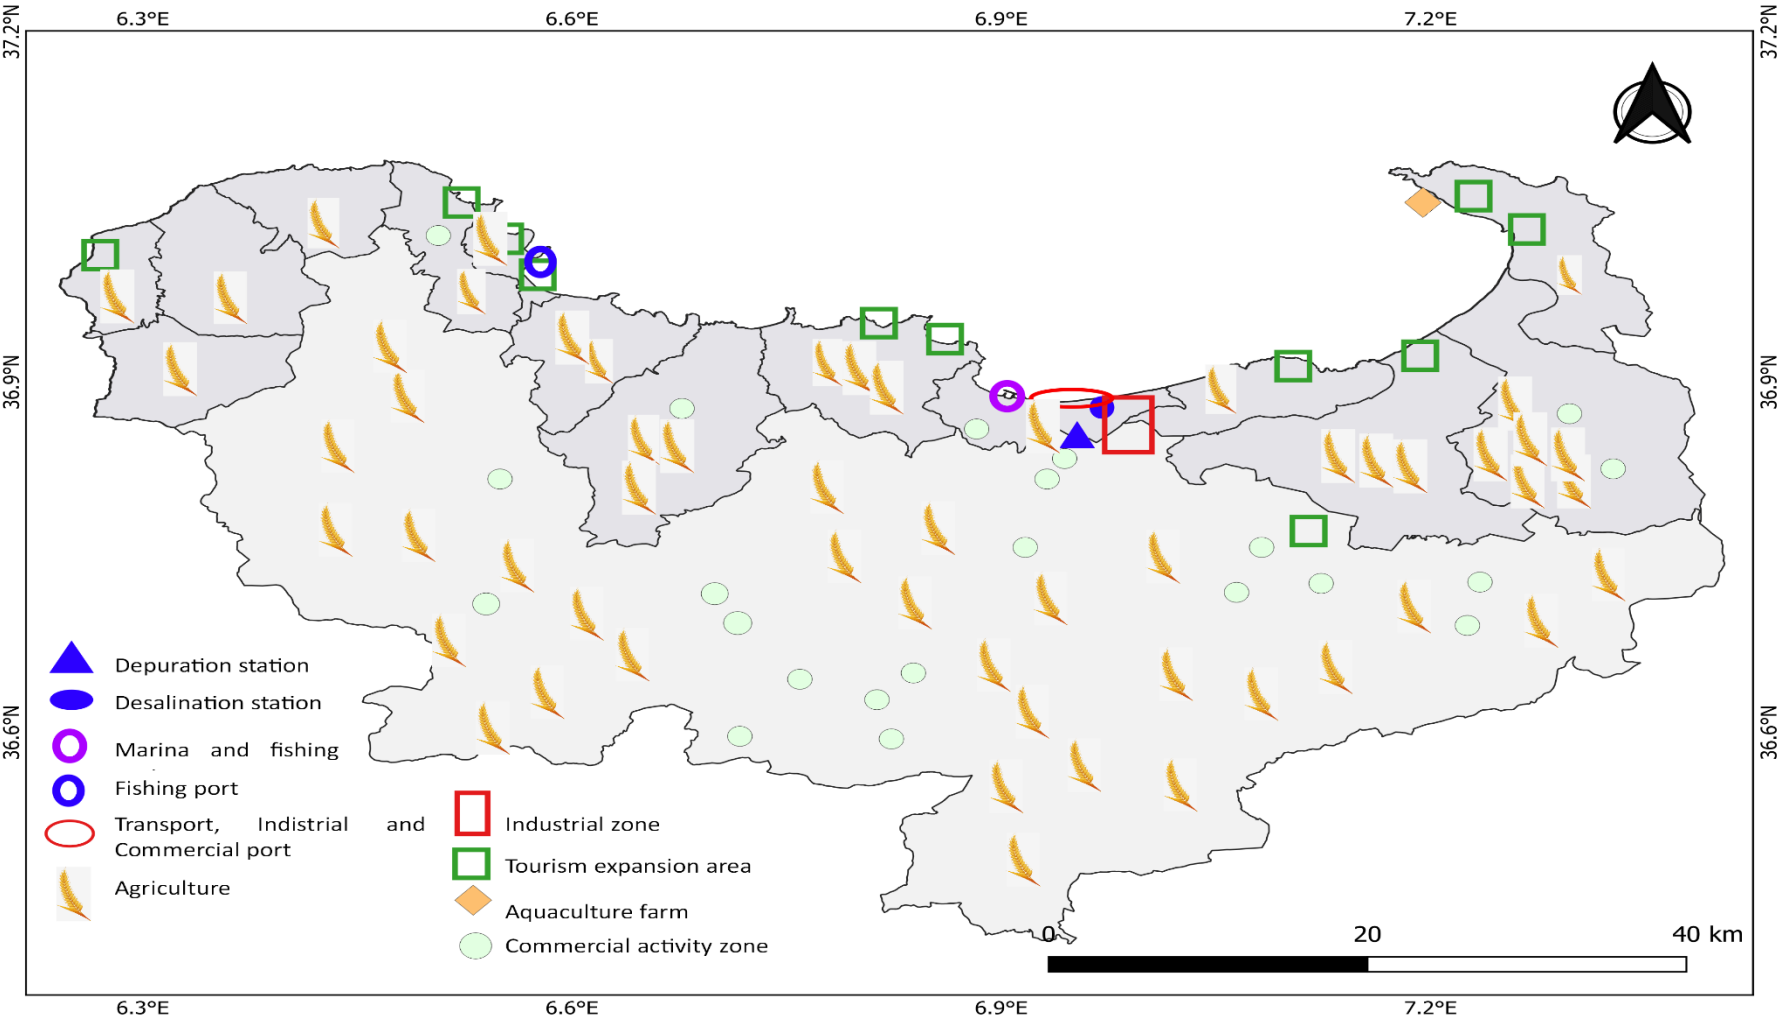 6.3°E 6.6°E 6.9°E 7.2°E
37.2°N 37.2°N
36.9°N 36.9°N
36.6°N 36.6°N
Depuration station
Desalination station
Marina and fishing
Fishing port
Transport, Indistrial and
Commercial port
Agriculture
Industrial zone
Tourism expansion area
Aquaculture farm
Commercial activity zone
0 20 40 km
6.3°E 6.6°E 6.9°E 7.2°E